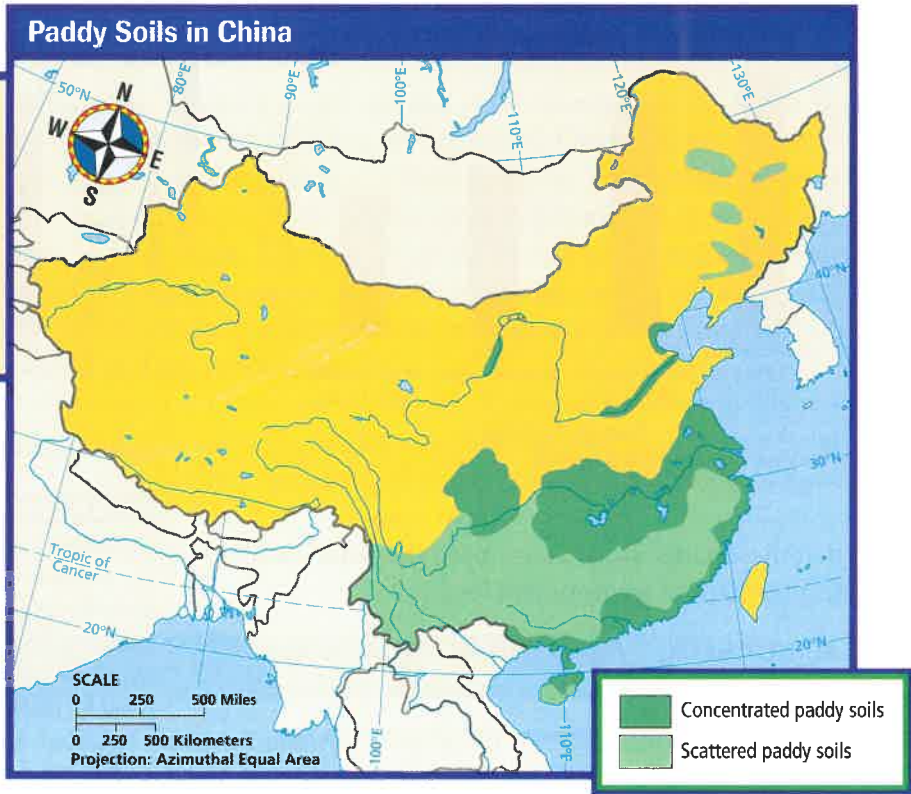 Paddy Soils in China
50°N
80°E
90°E
100°E
110°E
120°E
130°E
N
W
E
S
40°N
30°N
Tropic of
Cancer
20°N
20°N
SCALE
0 250 500 Miles
0 250 500 Kilometers
Projection: Azimuthal Equal Area
100°E
110°E
Concentrated paddy soils
Scattered paddy soils